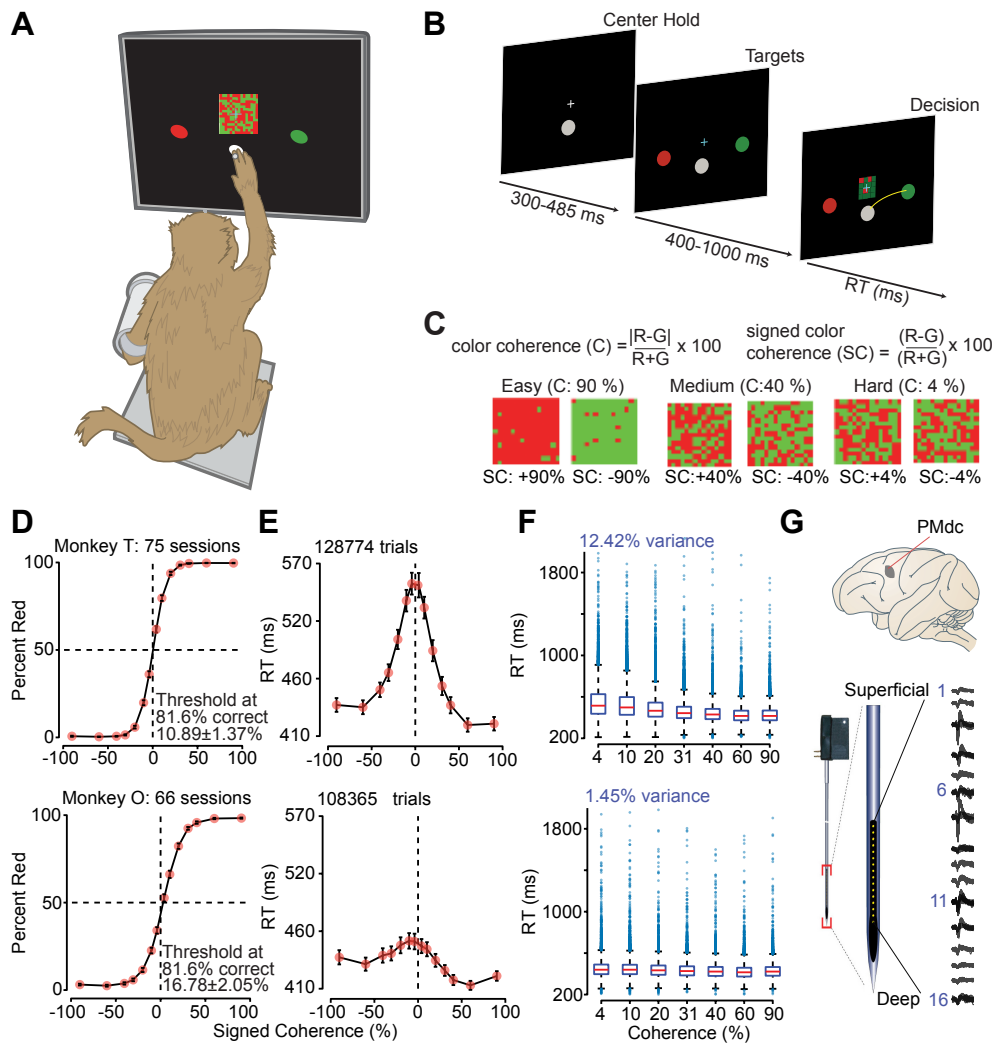 A
B
Center Hold
Targets
Decision
300-485 ms
400-1000 ms
RT (ms)
C
color coherence (C) = |R-G| / R+G x 100
signed color coherence (SC) = (R-G) / (R+G) x 100
Easy (C: 90 %)
Medium (C:40 %)
Hard (C: 4 %)
SC: +90%
SC: -90%
SC:+40%
SC: -40%
SC:+4%
SC:-4%
D
Monkey T: 75 sessions
Percent Red
100
50
0
Threshold at
81.6% correct
10.89±1.37%
-100
-50
0
50
100
Monkey O: 66 sessions
Percent Red
100
50
0
Threshold at
81.6% correct
16.78±2.05%
-100
-50
0
50
100
Signed Coherence (%)
E
128774 trials
RT (ms)
570
520
460
410
-100
-50
0
50
100
108365 trials
RT (ms)
570
520
460
410
-100
-50
0
50
100
F
12.42% variance
RT (ms)
1800
1000
200
4
10
20
31
40
60
90
1.45% variance
RT (ms)
1800
1000
200
4
10
20
31
40
60
90
Coherence (%)
G
PMdc
Superficial
Deep
1
6
11
16